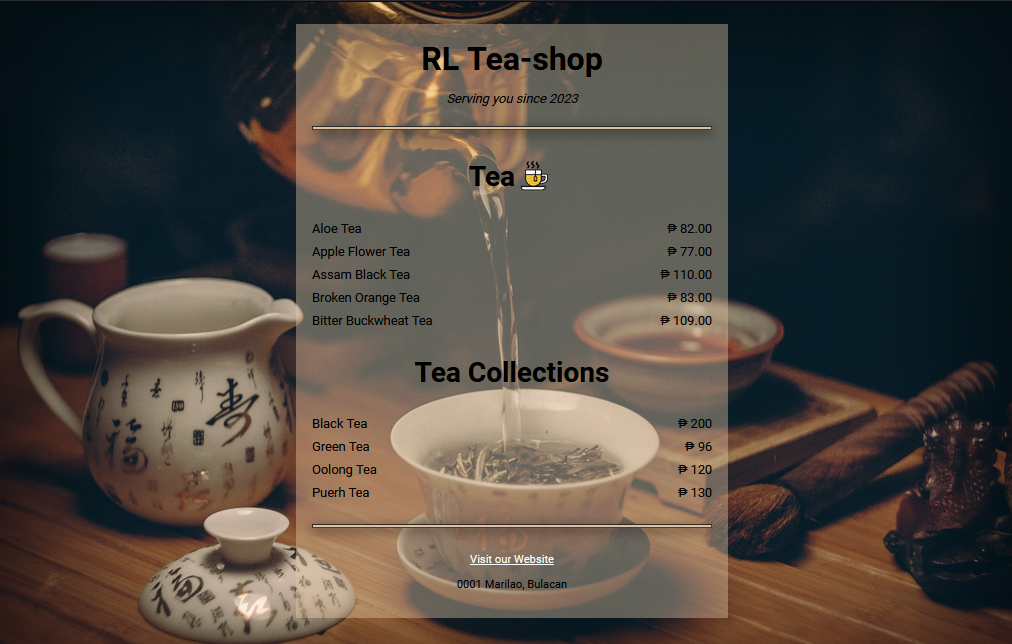 RL Tea-shop
Serving you since 2023
Tea
Aloe Tea ₱ 82.00
Apple Flower Tea ₱ 77.00
Assam Black Tea ₱ 110.00
Broken Orange Tea ₱ 83.00
Bitter Buckwheat Tea ₱ 109.00
Tea Collections
Black Tea ₱ 200
Green Tea ₱ 96
Oolong Tea ₱ 120
Puerh Tea ₱ 130
Visit our Website
0001 Marilao, Bulacan
寿
福